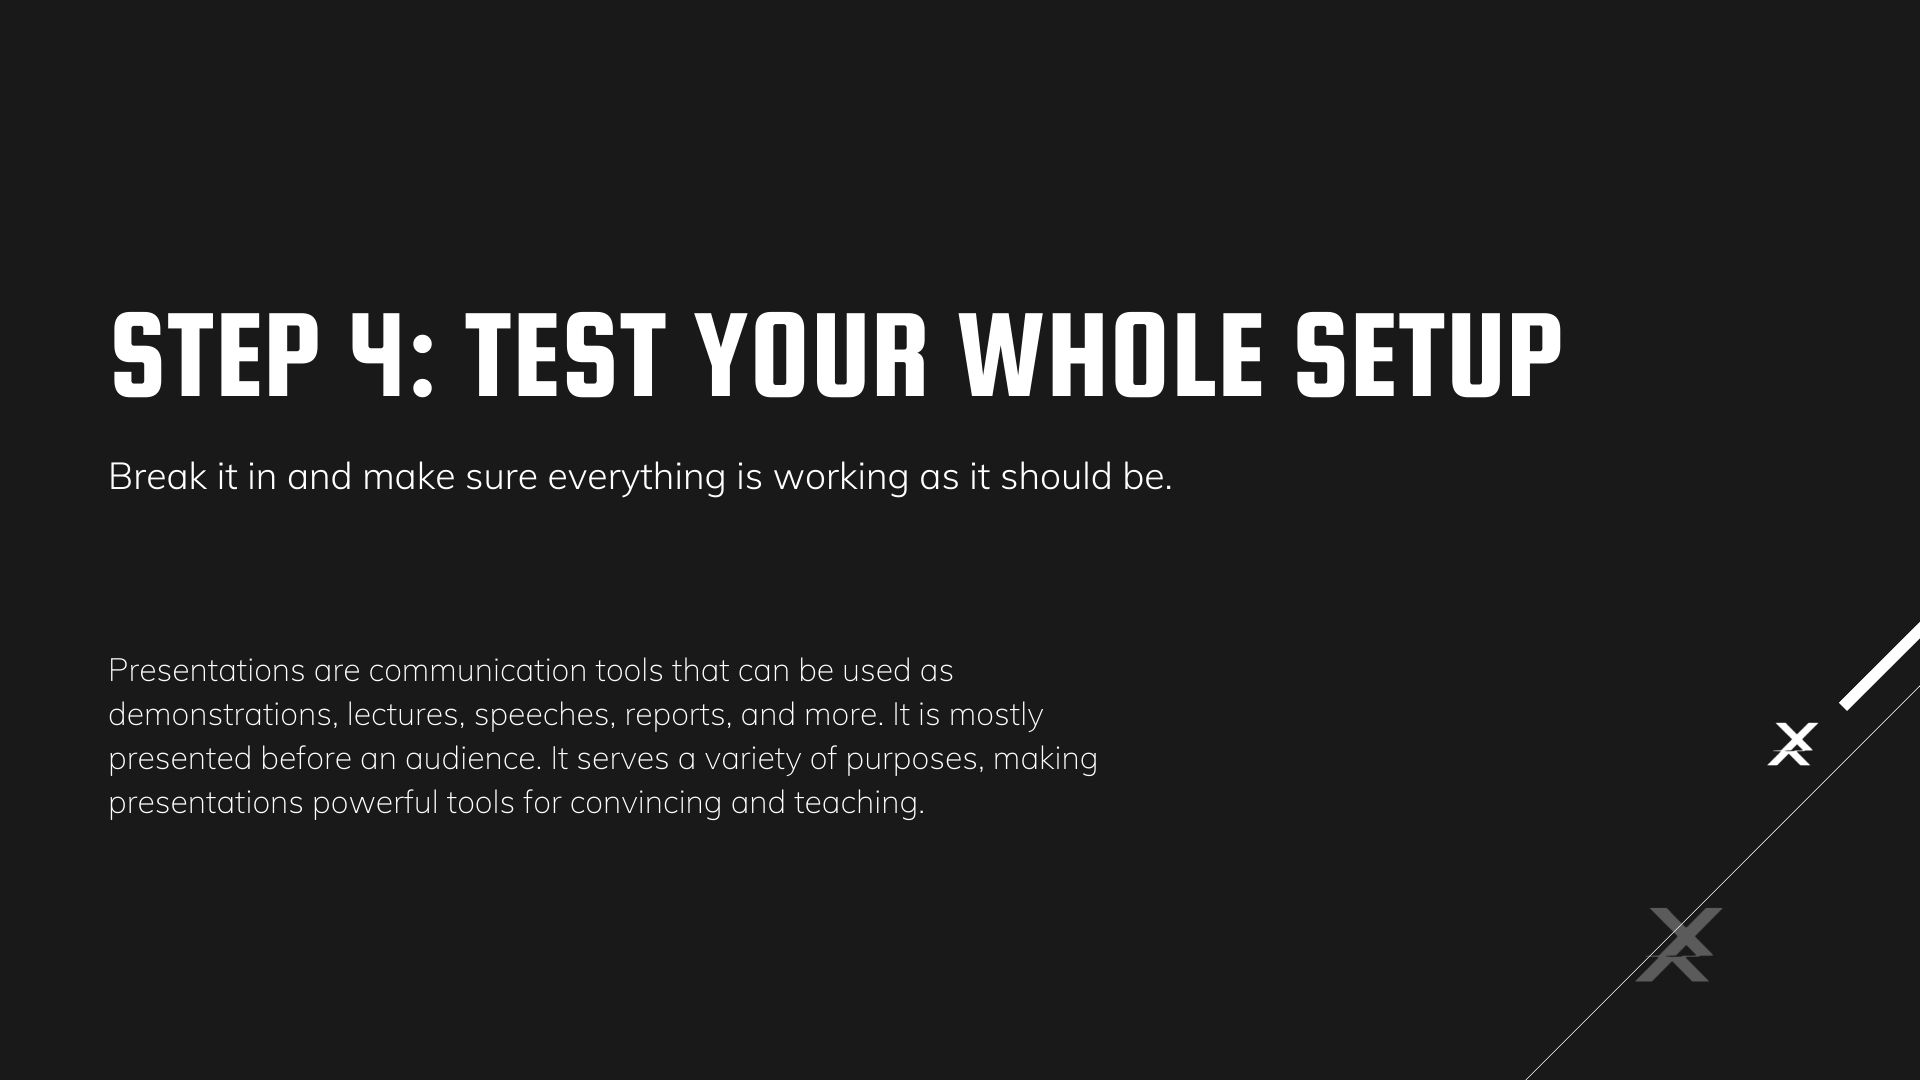 STEP 4: TEST YOUR WHOLE SETUP
Break it in and make sure everything is working as it should be.
Presentations are communication tools that can be used as
demonstrations, lectures, speeches, reports, and more. It is mostly
presented before an audience. It serves a variety of purposes, making
presentations powerful tools for convincing and teaching.